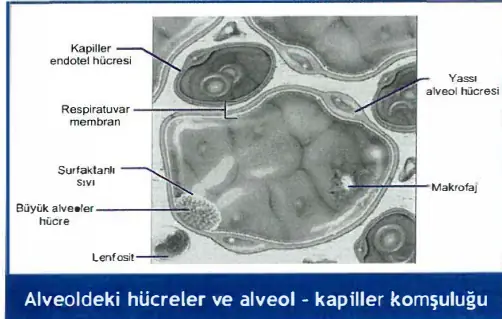 Kapiller
endotel hücresi
Yassı
alveol hücresi
Respiratuvar
membran
Surfaktanlı
sıvı
Makrofaj
Büyük alveoler
hücre
Lenfosit
Alveoldeki hücreler ve alveol - kapiller komşuluğu